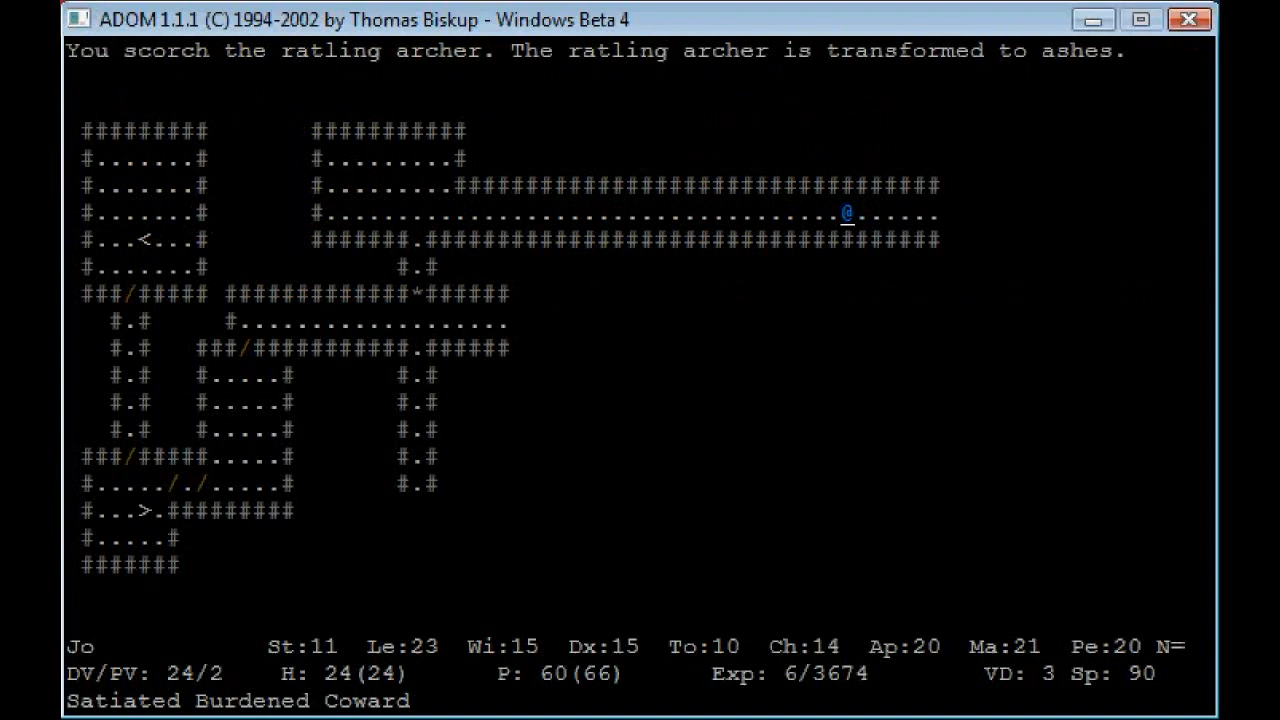 ADOM 1.1.1 (C) 1994-2002 by Thomas Biskup - Windows Beta 4
You scorch the ratling archer. The ratling archer is transformed to ashes.
#########       ###########
#.......#       #.........#
#.......#       #.........##################################
#.......#       #....................................@......
#...<...#       #######.####################################
#.......#             #.#
###/##### #############*######
  #.#     #...................
  #.#   ###/###########.######
  #.#   #.....#       #.#
  #.#   #.....#       #.#
  #.#   #.....#       #.#
###/#####.....#       #.#
#....././.....#       #.#
#...>.#########
#.....#
#######
Jo St:11 Le:23 Wi:15 Dx:15 To:10 Ch:14 Ap:20 Ma:21 Pe:20 N=
DV/PV: 24/2 H: 24(24) P: 60(66) Exp: 6/3674 VD: 3 Sp: 90
Satiated Burdened Coward